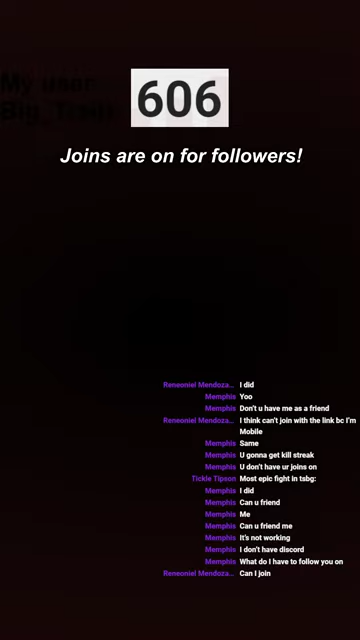 My user
606
Joins are on for followers!
Reneoniel Mendoza... I did
Memphis Yoo
Memphis Don't u have me as a friend
Reneoniel Mendoza... I think can't join with the link bc I'm
Mobile
Memphis Same
Memphis U gonna get kill streak
Memphis U don't have ur joins on
Tickle Tipson Most epic fight in tsbg:
Memphis I did
Memphis Can u friend
Memphis Me
Memphis Can u friend me
Memphis It's not working
Memphis I don't have discord
Memphis What do I have to follow you on
Reneoniel Mendoza... Can I join